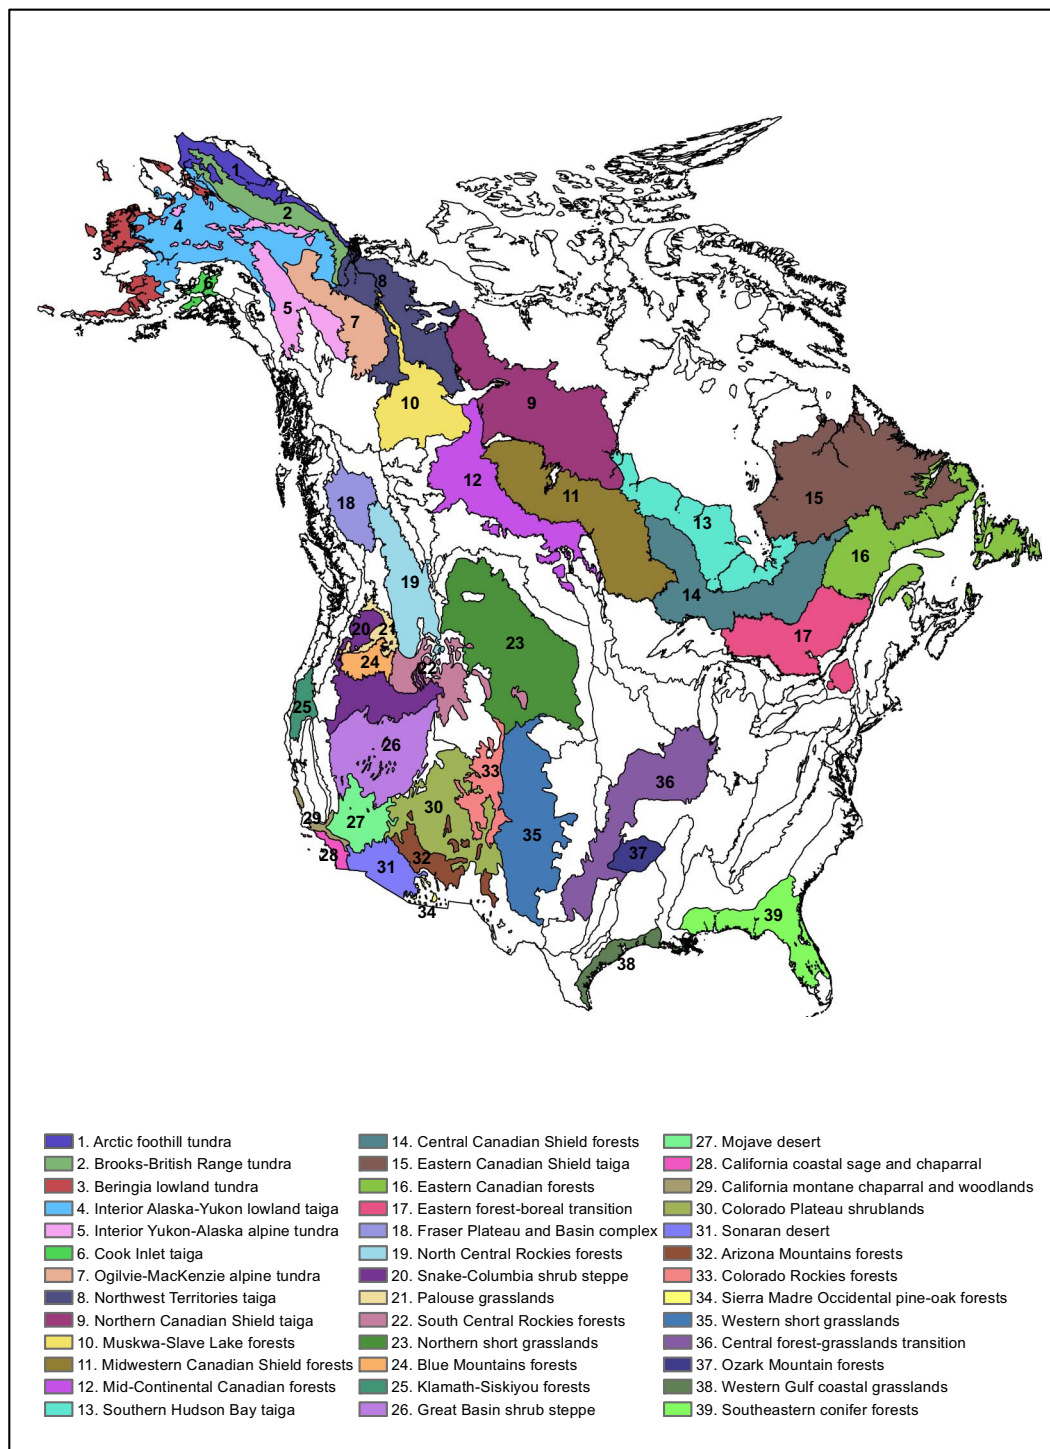 1
2
3
4
5
6
7
8
9
10
11
12
13
14
15
16
17
18
19
20
21
22
23
24
25
26
27
28
29
30
31
32
33
34
35
36
37
38
39
1. Arctic foothill tundra
2. Brooks-British Range tundra
3. Beringia lowland tundra
4. Interior Alaska-Yukon lowland taiga
5. Interior Yukon-Alaska alpine tundra
6. Cook Inlet taiga
7. Ogilvie-MacKenzie alpine tundra
8. Northwest Territories taiga
9. Northern Canadian Shield taiga
10. Muskwa-Slave Lake forests
11. Midwestern Canadian Shield forests
12. Mid-Continental Canadian forests
13. Southern Hudson Bay taiga
14. Central Canadian Shield forests
15. Eastern Canadian Shield taiga
16. Eastern Canadian forests
17. Eastern forest-boreal transition
18. Fraser Plateau and Basin complex
19. North Central Rockies forests
20. Snake-Columbia shrub steppe
21. Palouse grasslands
22. South Central Rockies forests
23. Northern short grasslands
24. Blue Mountains forests
25. Klamath-Siskiyou forests
26. Great Basin shrub steppe
27. Mojave desert
28. California coastal sage and chaparral
29. California montane chaparral and woodlands
30. Colorado Plateau shrublands
31. Sonaran desert
32. Arizona Mountains forests
33. Colorado Rockies forests
34. Sierra Madre Occidental pine-oak forests
35. Western short grasslands
36. Central forest-grasslands transition
37. Ozark Mountain forests
38. Western Gulf coastal grasslands
39. Southeastern conifer forests